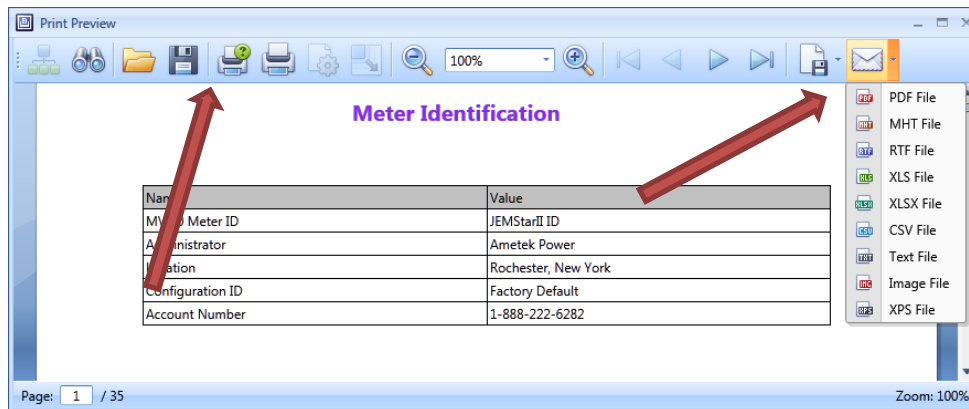 Print Preview
100%
PDF File
MHT File
RTF File
XLS File
XLSX File
CSV File
Text File
Image File
XPS File
Meter Identification
Value
Meter ID JEMStarII ID
Ametek Power
Rochester, New York
Configuration ID Factory Default
Account Number 1-888-222-6282
Page: 1 / 35 Zoom: 100%